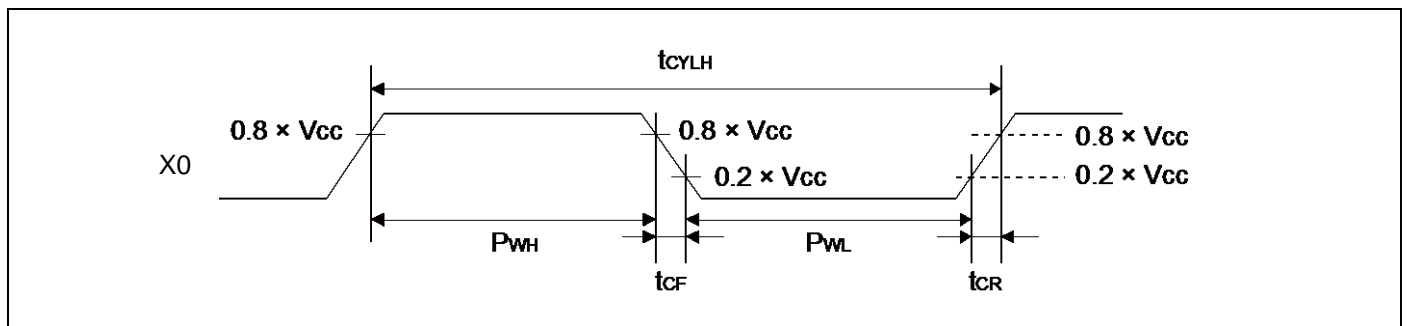 tCYLH
0.8 × Vcc
0.8 × Vcc
0.8 × Vcc
X0
0.2 × Vcc
0.2 × Vcc
PWH
PWL
tCF
tCR